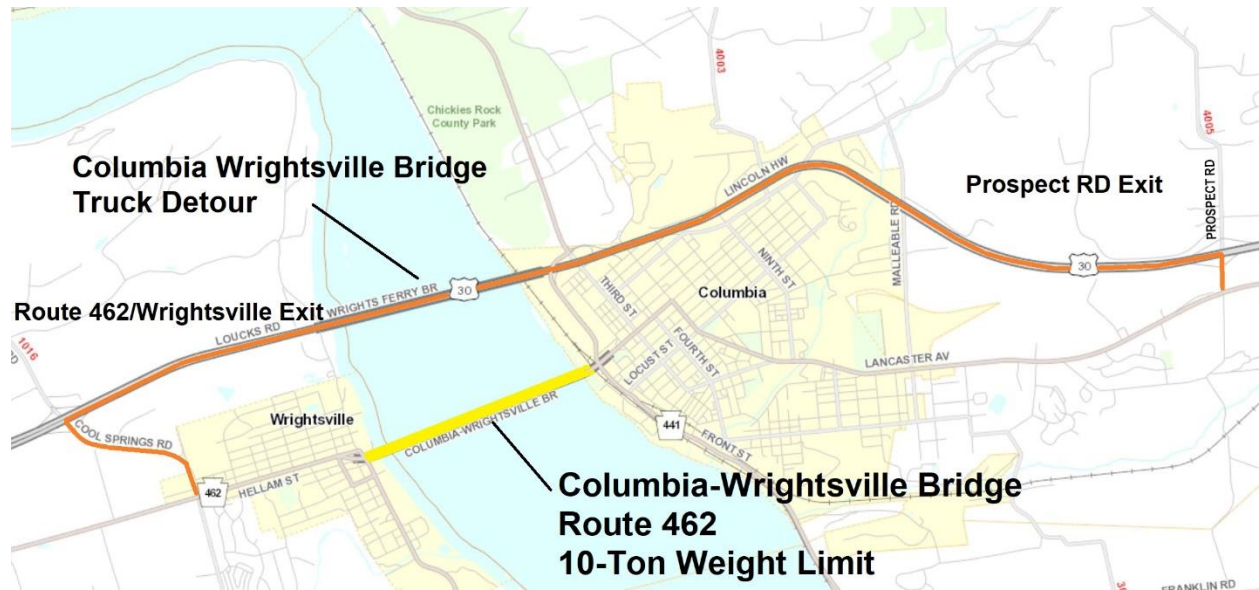 4003
4005
Chickies Rock
County Park
Columbia Wrightsville Bridge
Truck Detour
LINCOLN HW
Prospect RD Exit
PROSPECT RD
MALLEABLE RD
NINTH ST
30
30
WRIGHTS FERRY BR
THIRD ST
Columbia
Route 462/Wrightsville Exit
LOUCKS RD
1016
FOURTH ST
LOCUST ST
LANCASTER AV
Wrightsville
COLUMBIA-WRIGHTSVILLE BR
COOL SPRINGS RD
441
FRONT ST
462
HELLAM ST
Columbia-Wrightsville Bridge
Route 462
10-Ton Weight Limit
FRANKLIN RD